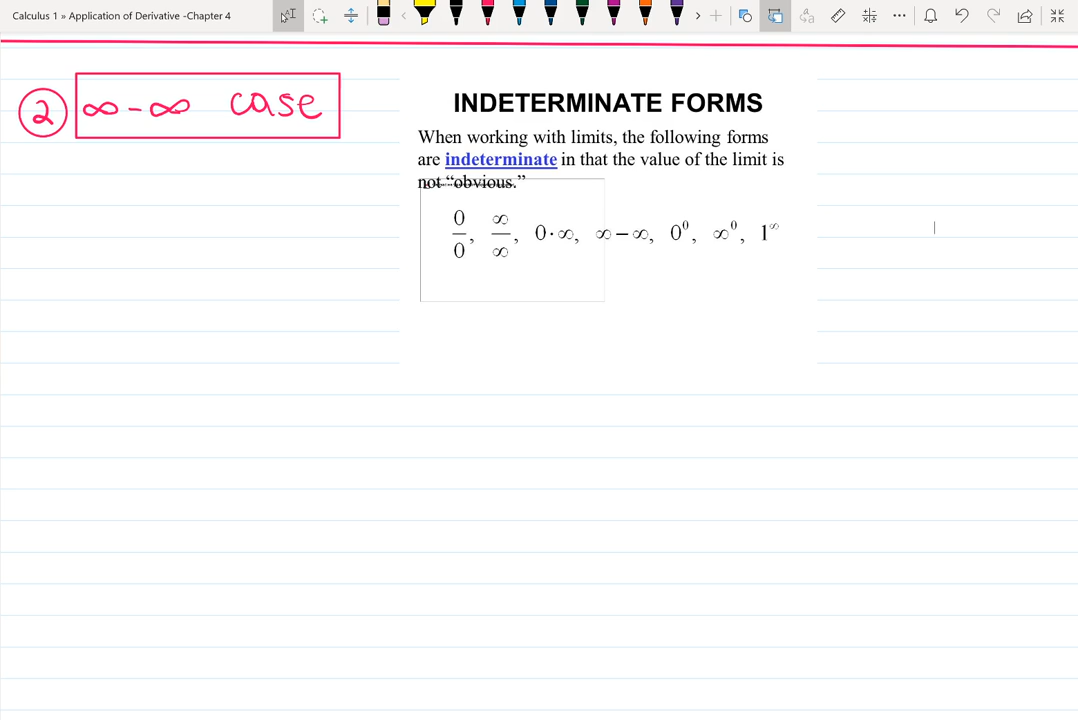 Calculus 1 » Application of Derivative -Chapter 4
② ∞ - ∞ case
INDETERMINATE FORMS
When working with limits, the following forms
are indeterminate in that the value of the limit is
not “obvious.”
0/0, ∞/∞, 0·∞, ∞−∞, 0⁰, ∞⁰, 1^∞